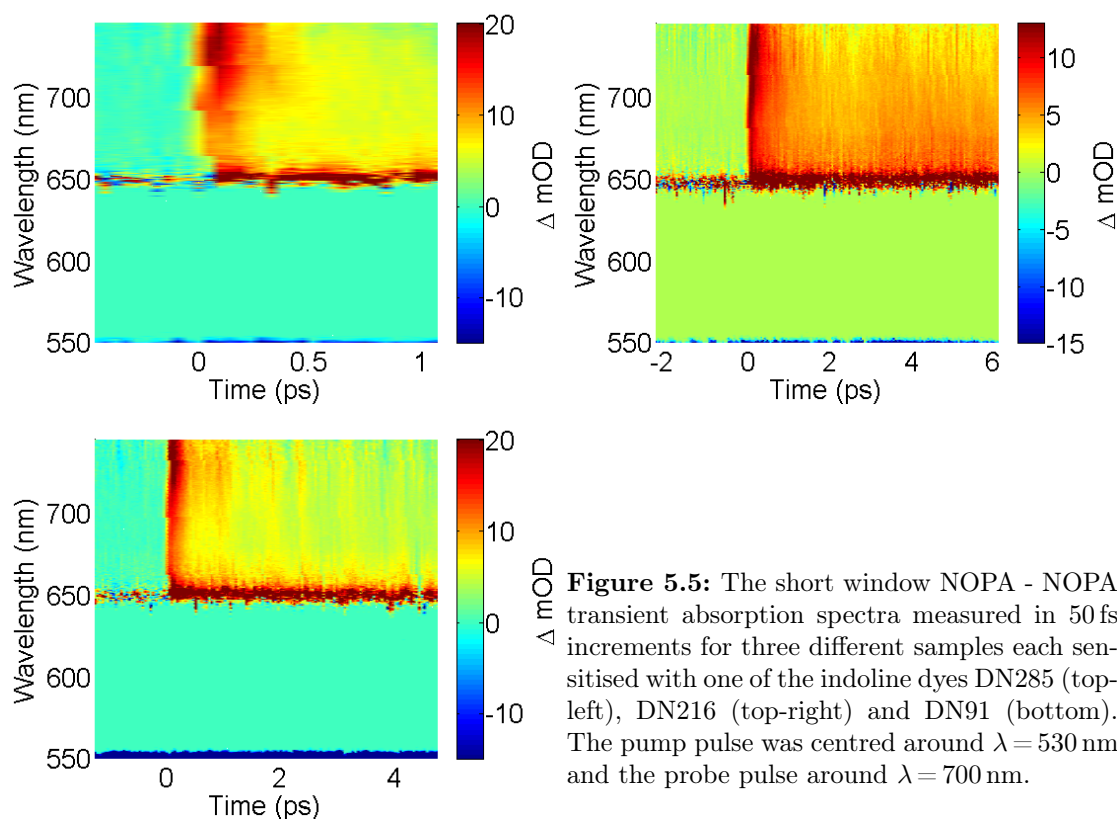 20
10
0
-10
Δ mOD
700
650
600
550
Wavelength (nm)
0 0.5 1
Time (ps)
10
5
0
-5
-10
-15
Δ mOD
700
650
600
550
Wavelength (nm)
-2 0 2 4 6
Time (ps)
20
10
0
-10
Δ mOD
700
650
600
550
Wavelength (nm)
0 2 4
Time (ps)
Figure 5.5: The short window NOPA - NOPA
transient absorption spectra measured in 50 fs
increments for three different samples each sen-
sitised with one of the indoline dyes DN285 (top-
left), DN216 (top-right) and DN91 (bottom).
The pump pulse was centred around λ = 530 nm
and the probe pulse around λ = 700 nm.